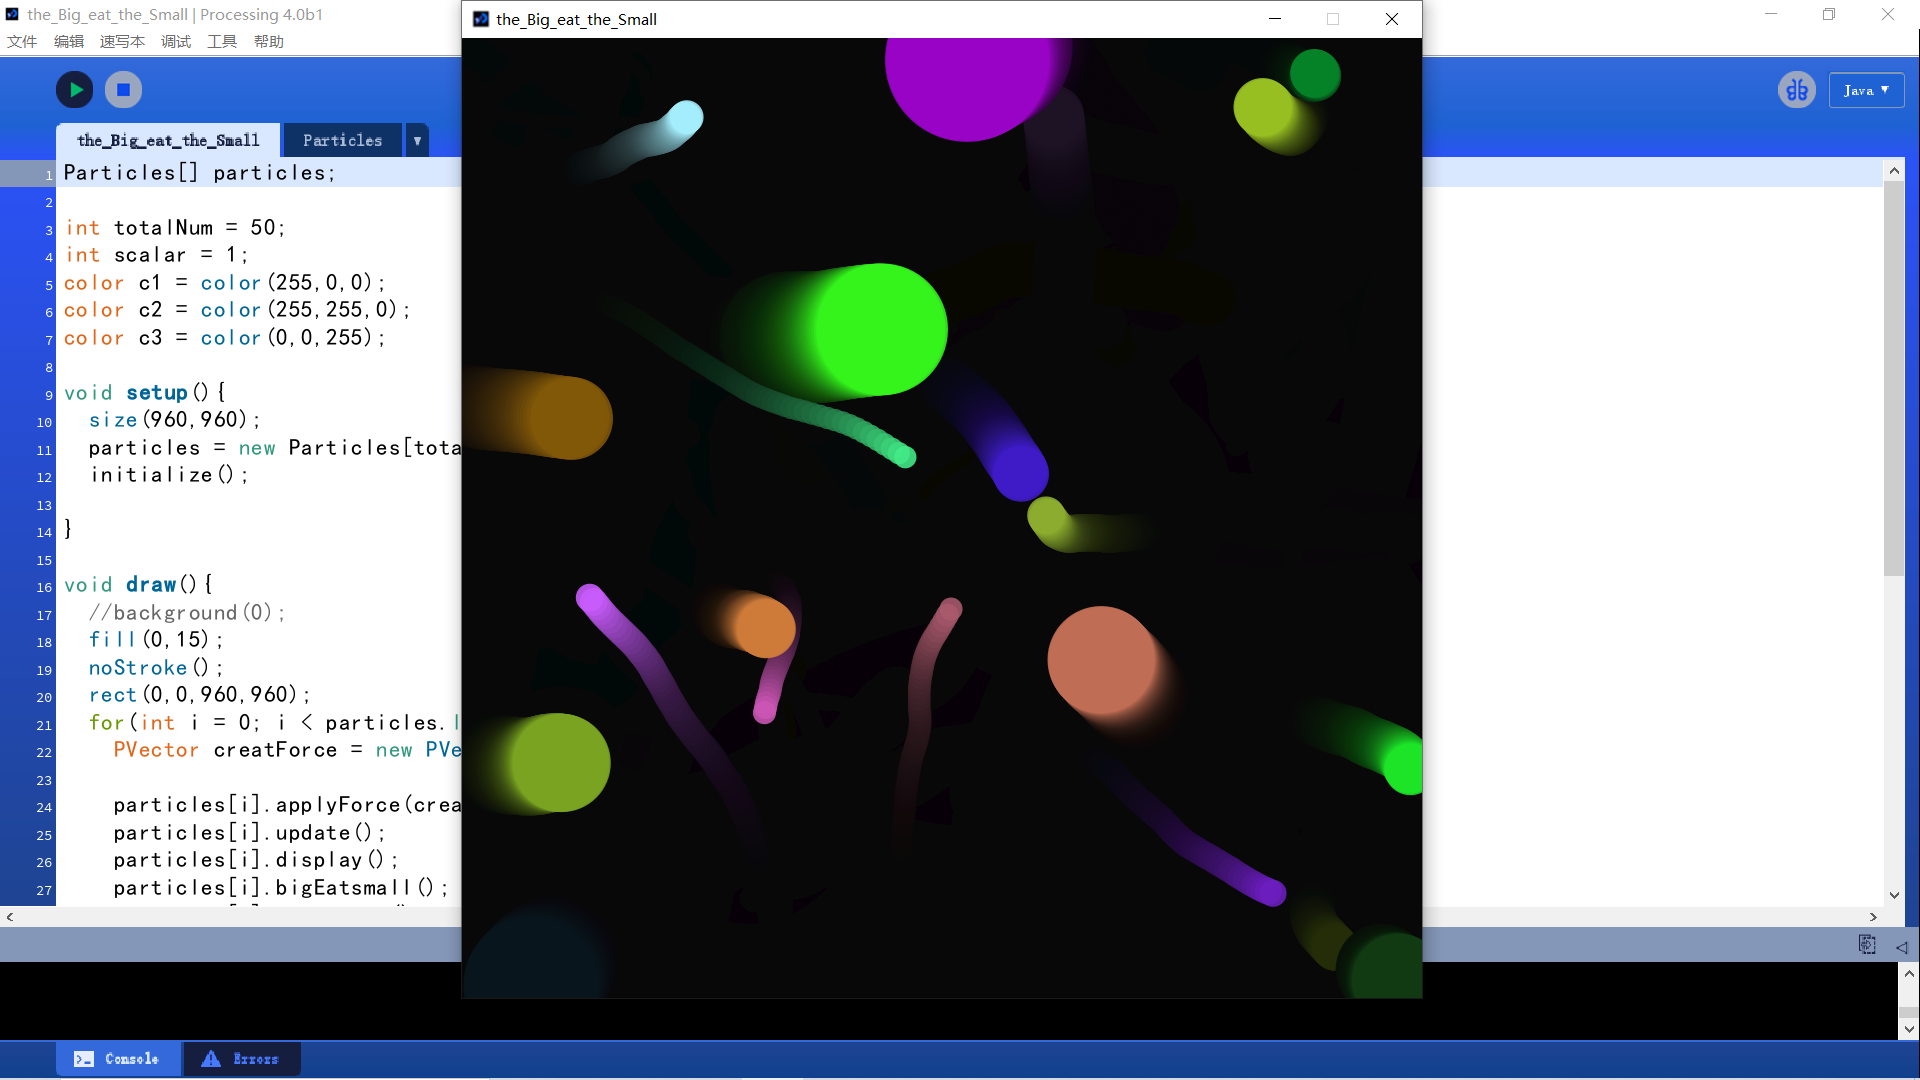 the_Big_eat_the_Small | Processing 4.0b1
文件 编辑 速写本 调试 工具 帮助
the_Big_eat_the_Small
Java
the_Big_eat_the_Small Particles
1 Particles[] particles;
2
3 int totalNum = 50;
4 int scalar = 1;
5 color c1 = color(255,0,0);
6 color c2 = color(255,255,0);
7 color c3 = color(0,0,255);
8
9 void setup(){
10 size(960,960);
11 particles = new Particles[tota
12 initialize();
13
14 }
15
16 void draw(){
17 //background(0);
18 fill(0,15);
19 noStroke();
20 rect(0,0,960,960);
21 for(int i = 0; i < particles.l
22 PVector creatForce = new PVe
23
24 particles[i].applyForce(crea
25 particles[i].update();
26 particles[i].display();
27 particles[i].bigEatsmall();
Console Errors